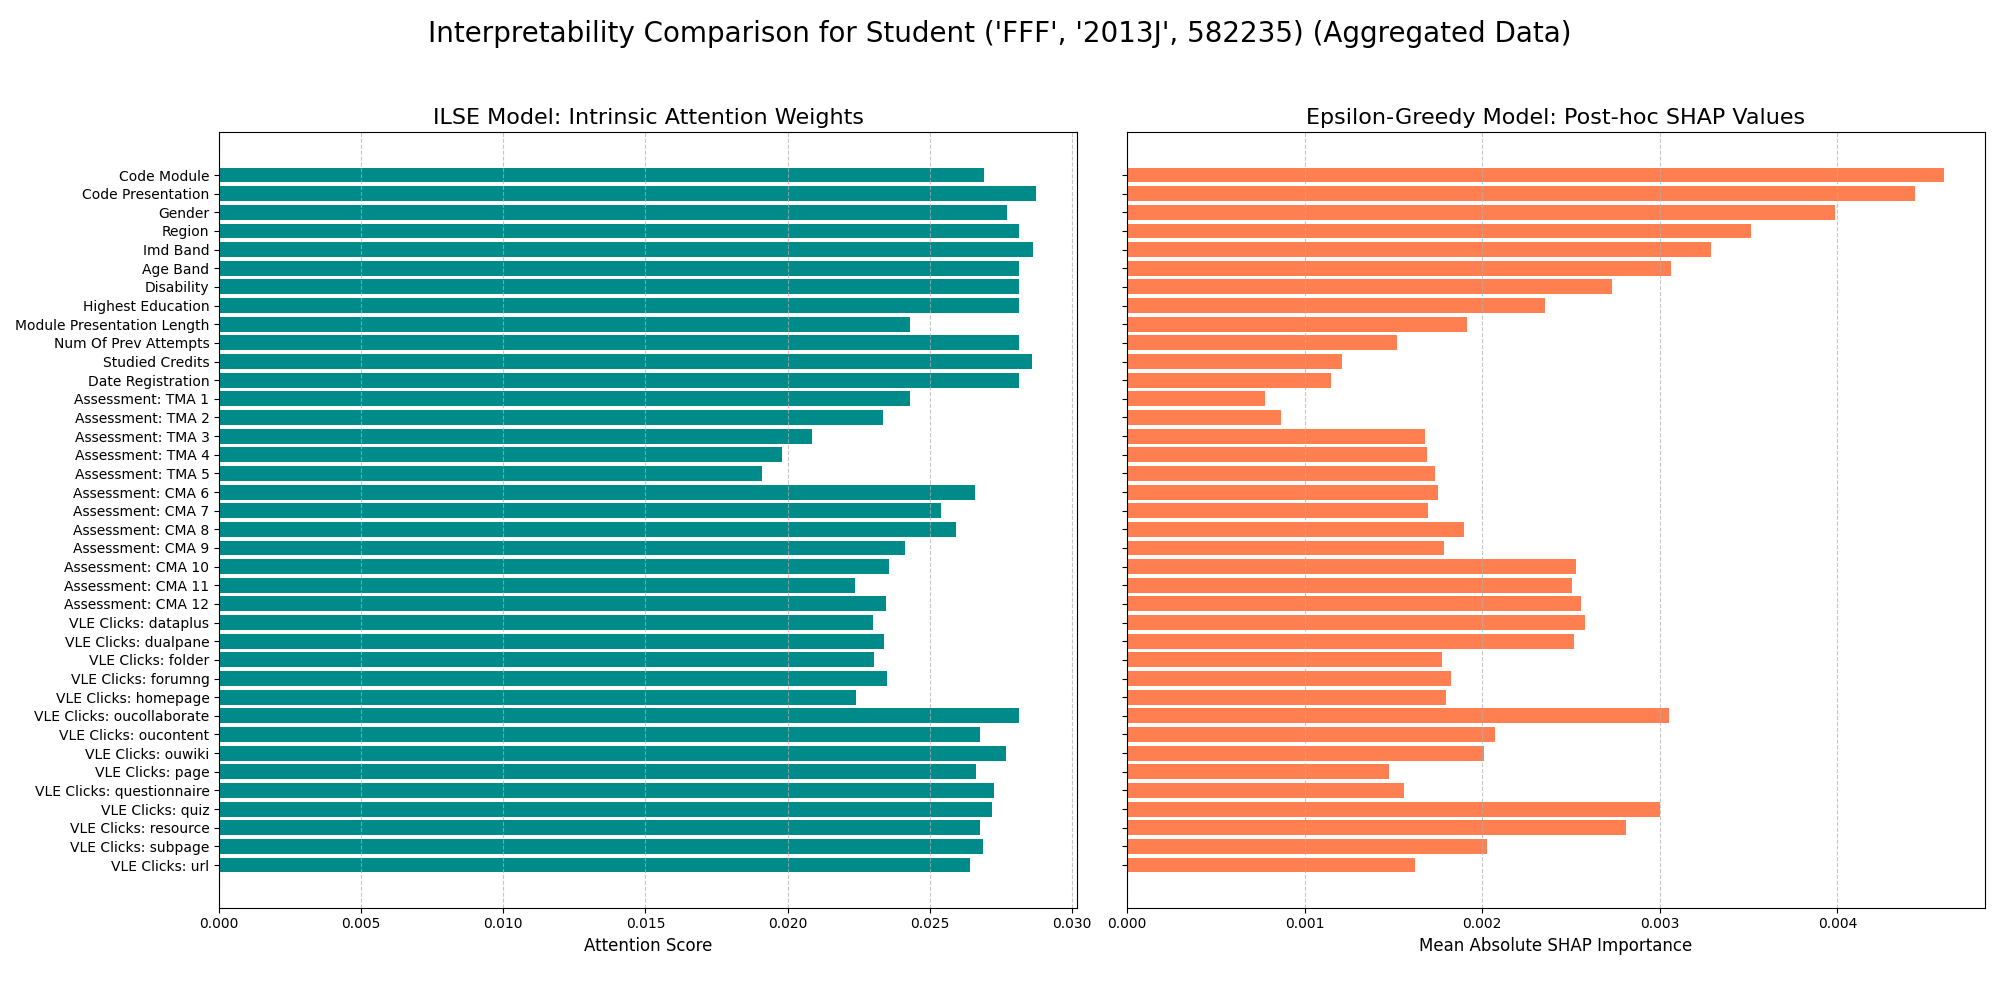 Interpretability Comparison for Student ('FFF', '2013J', 582235) (Aggregated Data)
ILSE Model: Intrinsic Attention Weights
Code Module
Code Presentation
Gender
Region
Imd Band
Age Band
Disability
Highest Education
Module Presentation Length
Num Of Prev Attempts
Studied Credits
Date Registration
Assessment: TMA 1
Assessment: TMA 2
Assessment: TMA 3
Assessment: TMA 4
Assessment: TMA 5
Assessment: CMA 6
Assessment: CMA 7
Assessment: CMA 8
Assessment: CMA 9
Assessment: CMA 10
Assessment: CMA 11
Assessment: CMA 12
VLE Clicks: dataplus
VLE Clicks: dualpane
VLE Clicks: folder
VLE Clicks: forumng
VLE Clicks: homepage
VLE Clicks: oucollaborate
VLE Clicks: oucontent
VLE Clicks: ouwiki
VLE Clicks: page
VLE Clicks: questionnaire
VLE Clicks: quiz
VLE Clicks: resource
VLE Clicks: subpage
VLE Clicks: url
0.000 0.005 0.010 0.015 0.020 0.025 0.030
Attention Score
Epsilon-Greedy Model: Post-hoc SHAP Values
0.000 0.001 0.002 0.003 0.004
Mean Absolute SHAP Importance